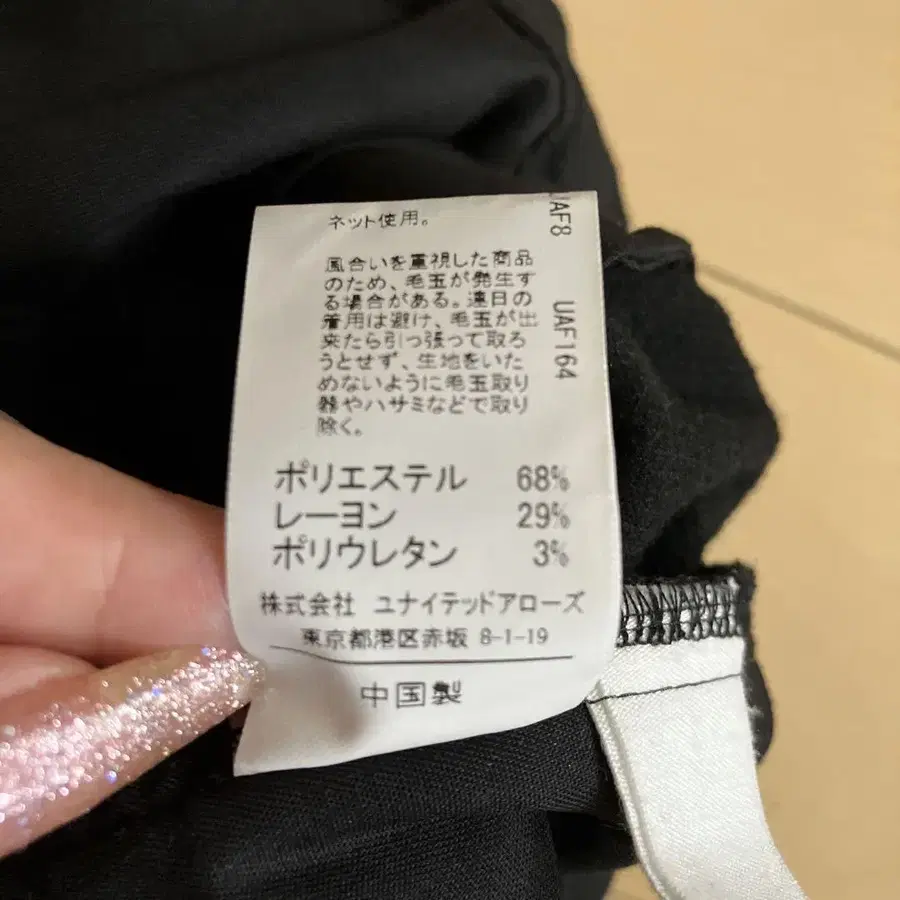 ネット使用。
風合いを重視した商品
のため、毛玉が発生す
る場合がある。連日の
着用は避け、毛玉が出
来たら引っ張って取ろ
うとせず、生地をいた
めないように毛玉取り
器やハサミなどで取り
除く。
ポリエステル 68%
レーヨン 29%
ポリウレタン 3%
株式会社 ユナイテッドアローズ
東京都港区赤坂 8-1-19
中国製
UAF8
UAF164